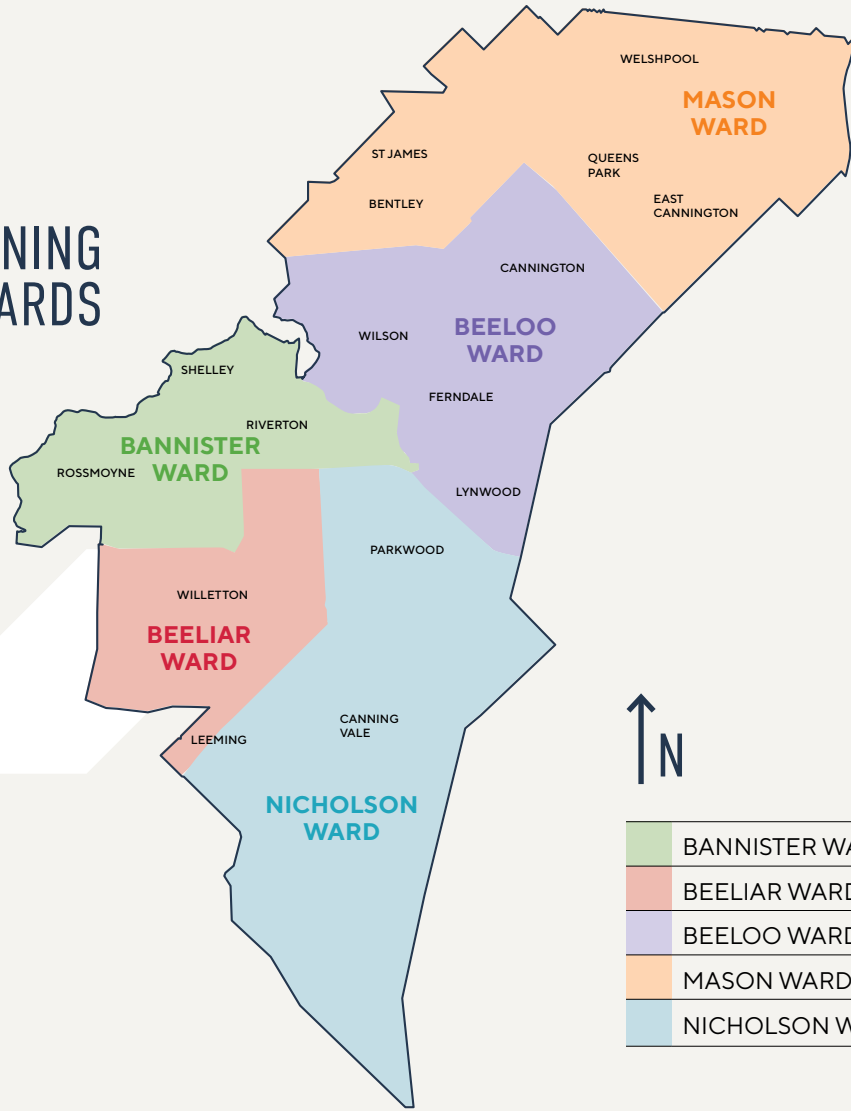 NING
ARDS
WELSHPOOL
MASON
WARD
ST JAMES
QUEENS
PARK
BENTLEY
EAST
CANNINGTON
CANNINGTON
WILSON
BEELOO
WARD
SHELLEY
FERNDALE
RIVERTON
BANNISTER
WARD
ROSSMOYNE
LYNWOOD
PARKWOOD
WILLETTON
BEELIAR
WARD
CANNING
VALE
LEEMING
NICHOLSON
WARD
N
BANNISTER WA
BEELIAR WARD
BEELOO WARD
MASON WARD
NICHOLSON W